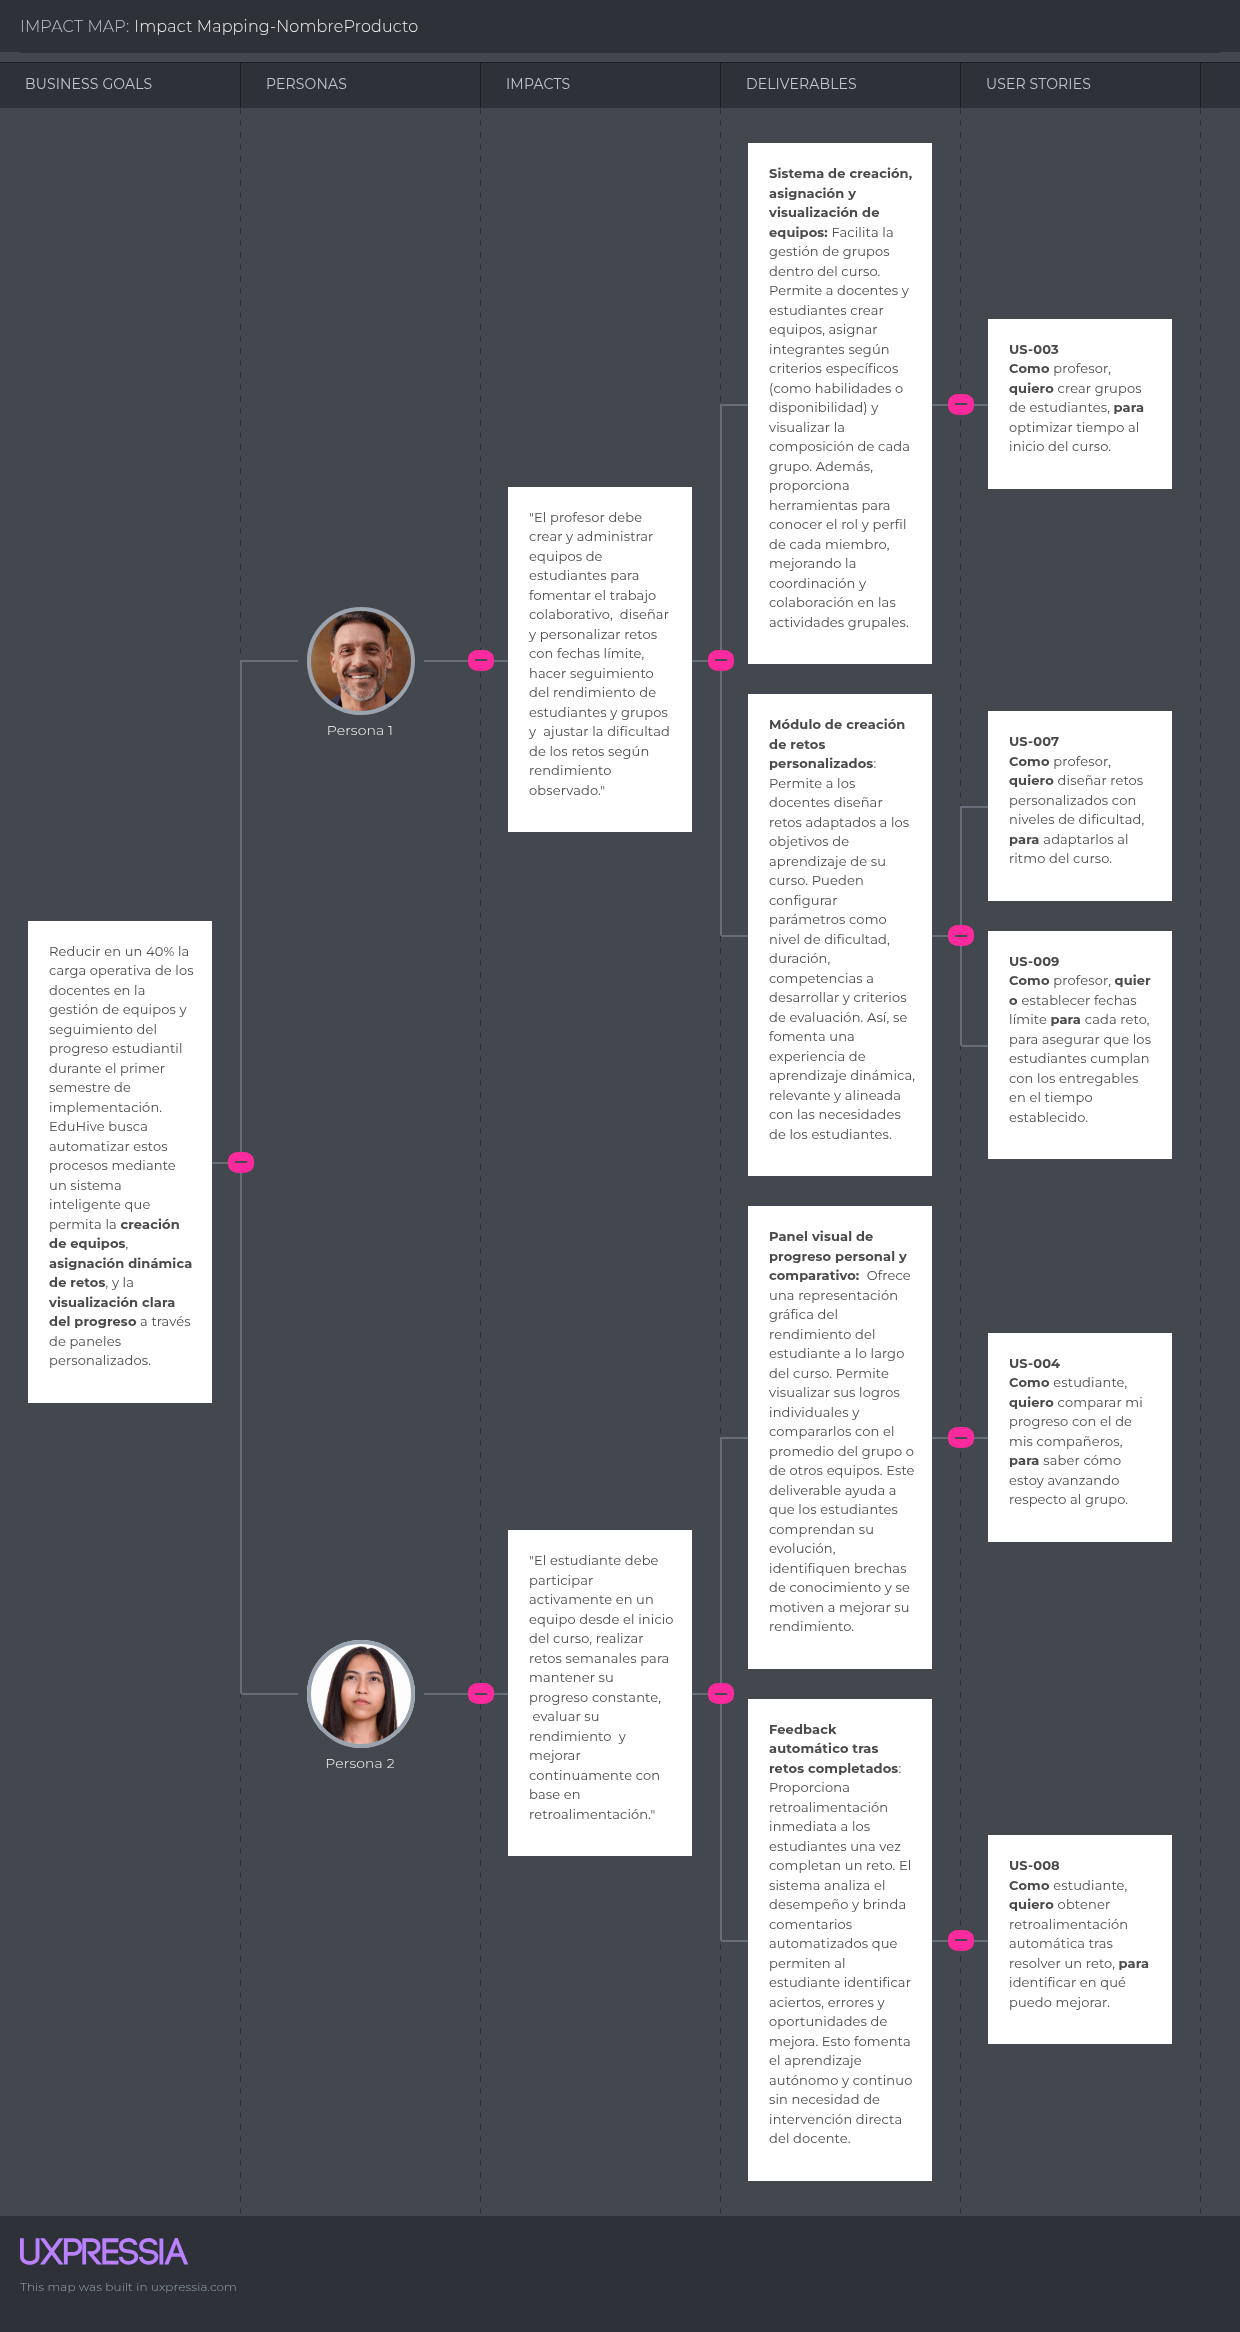 IMPACT MAP: Impact Mapping-NombreProducto
BUSINESS GOALS
PERSONAS
IMPACTS
DELIVERABLES
USER STORIES
Reducir en un 40% la
carga operativa de los
docentes en la
gestión de equipos y
seguimiento del
progreso estudiantil
durante el primer
semestre de
implementación.
EduHive busca
automatizar estos
procesos mediante
un sistema
inteligente que
permita la creación
de equipos,
asignación dinámica
de retos, y la
visualización clara
del progreso a través
de paneles
personalizados.
Persona 1
"El profesor debe
crear y administrar
equipos de
estudiantes para
fomentar el trabajo
colaborativo,  diseñar
y personalizar retos
con fechas límite,
hacer seguimiento
del rendimiento de
estudiantes y grupos
y  ajustar la dificultad
de los retos según
rendimiento
observado."
Sistema de creación,
asignación y
visualización de
equipos: Facilita la
gestión de grupos
dentro del curso.
Permite a docentes y
estudiantes crear
equipos, asignar
integrantes según
criterios específicos
(como habilidades o
disponibilidad) y
visualizar la
composición de cada
grupo. Además,
proporciona
herramientas para
conocer el rol y perfil
de cada miembro,
mejorando la
coordinación y
colaboración en las
actividades grupales.
US-003
Como profesor,
quiero crear grupos
de estudiantes, para
optimizar tiempo al
inicio del curso.
Módulo de creación
de retos
personalizados:
Permite a los
docentes diseñar
retos adaptados a los
objetivos de
aprendizaje de su
curso. Pueden
configurar
parámetros como
nivel de dificultad,
duración,
competencias a
desarrollar y criterios
de evaluación. Así, se
fomenta una
experiencia de
aprendizaje dinámica,
relevante y alineada
con las necesidades
de los estudiantes.
US-007
Como profesor,
quiero diseñar retos
personalizados con
niveles de dificultad,
para adaptarlos al
ritmo del curso.
US-009
Como profesor, quier
o establecer fechas
límite para cada reto,
para asegurar que los
estudiantes cumplan
con los entregables
en el tiempo
establecido.
Persona 2
"El estudiante debe
participar
activamente en un
equipo desde el inicio
del curso, realizar
retos semanales para
mantener su
progreso constante,
evaluar su
rendimiento  y
mejorar
continuamente con
base en
retroalimentación."
Panel visual de
progreso personal y
comparativo:  Ofrece
una representación
gráfica del
rendimiento del
estudiante a lo largo
del curso. Permite
visualizar sus logros
individuales y
compararlos con el
promedio del grupo o
de otros equipos. Este
deliverable ayuda a
que los estudiantes
comprendan su
evolución,
identifiquen brechas
de conocimiento y se
motiven a mejorar su
rendimiento.
US-004
Como estudiante,
quiero comparar mi
progreso con el de
mis compañeros,
para saber cómo
estoy avanzando
respecto al grupo.
Feedback
automático tras
retos completados:
Proporciona
retroalimentación
inmediata a los
estudiantes una vez
completan un reto. El
sistema analiza el
desempeño y brinda
comentarios
automatizados que
permiten al
estudiante identificar
aciertos, errores y
oportunidades de
mejora. Esto fomenta
el aprendizaje
autónomo y continuo
sin necesidad de
intervención directa
del docente.
US-008
Como estudiante,
quiero obtener
retroalimentación
automática tras
resolver un reto, para
identificar en qué
puedo mejorar.
UXPRESSIA
This map was built in uxpressia.com